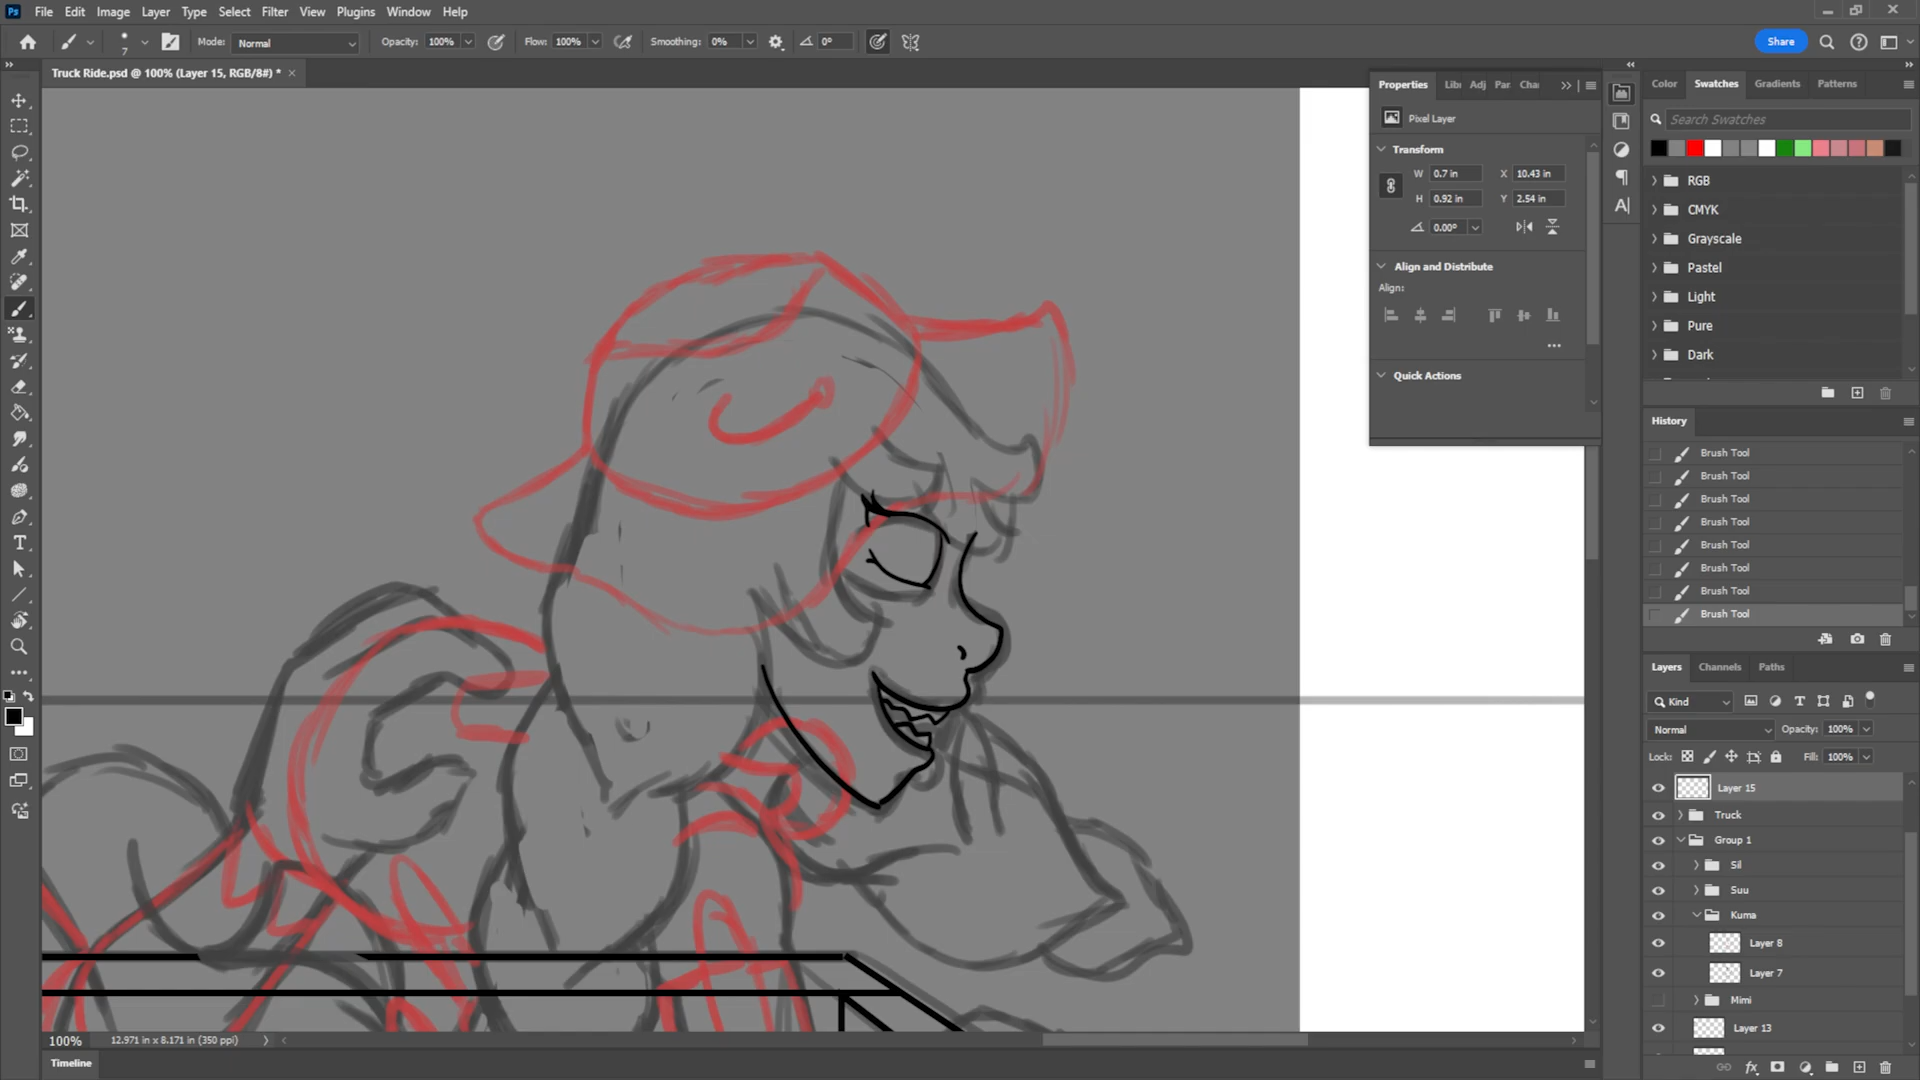 Ps File Edit Image Layer Type Select Filter View Plugins Window Help
7 Mode: Normal Opacity: 100% Flow: 100% Smoothing: 0% 0° Share
Truck Ride.psd @ 100% (Layer 15, RGB/8#) *
Properties Adj Par Cha
Pixel Layer
Transform
W 0.7 in X 10.43 in
H 0.92 in Y 2.54 in
0.00°
Align and Distribute
Align:
Quick Actions
Color Swatches Gradients Patterns
Search Swatches
RGB
CMYK
Grayscale
Pastel
Light
Pure
Dark
History
Brush Tool
Brush Tool
Brush Tool
Brush Tool
Brush Tool
Brush Tool
Brush Tool
Brush Tool
Layers Channels Paths
Kind
Normal Opacity: 100%
Lock: Fill: 100%
Layer 15
Truck
Group 1
Sil
Suu
Kuma
Layer 8
Layer 7
Mimi
Layer 13
100% 12.971 in x 8.171 in (350 ppi)
Timeline